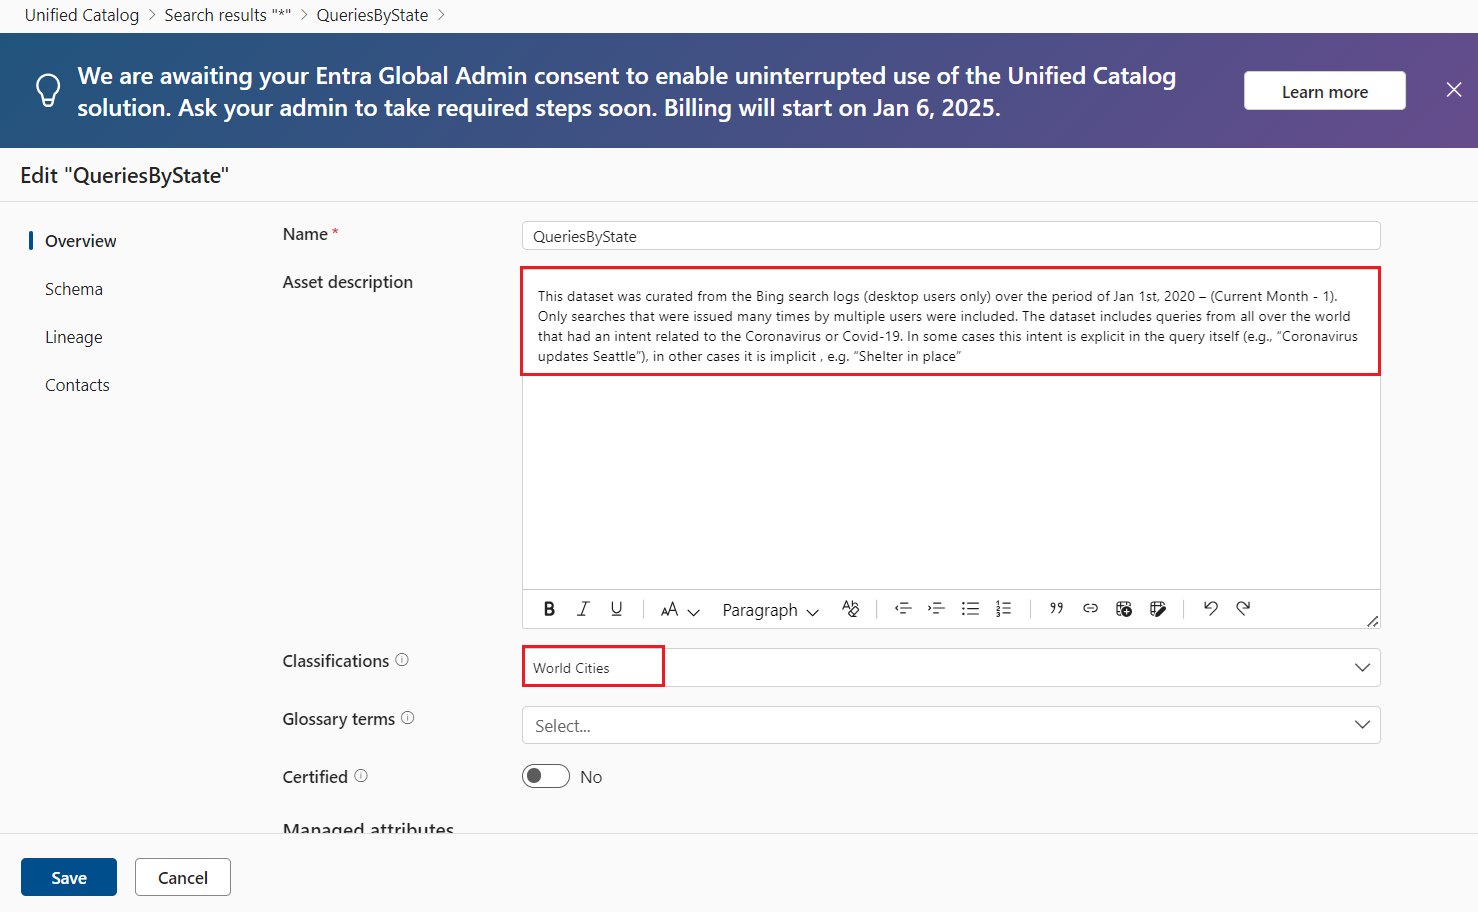 Unified Catalog > Search results "*" > QueriesByState >
We are awaiting your Entra Global Admin consent to enable uninterrupted use of the Unified Catalog
solution. Ask your admin to take required steps soon. Billing will start on Jan 6, 2025.
Learn more
Edit "QueriesByState"
Overview
Schema
Lineage
Contacts
Name *
QueriesByState
Asset description
This dataset was curated from the Bing search logs (desktop users only) over the period of Jan 1st, 2020 – (Current Month - 1).
Only searches that were issued many times by multiple users were included. The dataset includes queries from all over the world
that had an intent related to the Coronavirus or Covid-19. In some cases this intent is explicit in the query itself (e.g., “Coronavirus
updates Seattle”), in other cases it is implicit , e.g. “Shelter in place”
B I U AA Paragraph
Classifications
World Cities
Glossary terms
Select...
Certified
No
Managed attributes
Save
Cancel